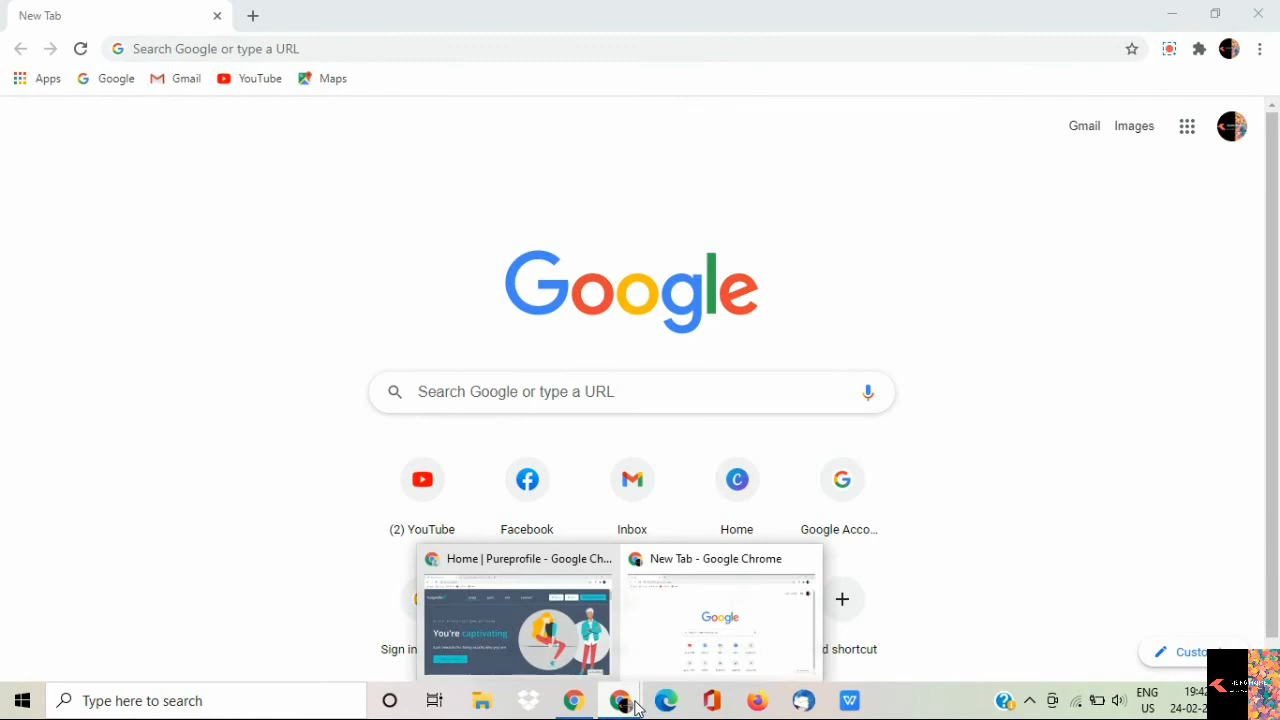 New Tab
Search Google or type a URL
Apps Google Gmail YouTube Maps
Gmail Images
Google
Search Google or type a URL
(2) YouTube Facebook Inbox Home Google Acco...
Home | Pureprofile - Google Ch... New Tab - Google Chrome
You're captivating
Google
Sign in d shortcut
Custo
Type here to search
ENG 19:42
US 24-02-2